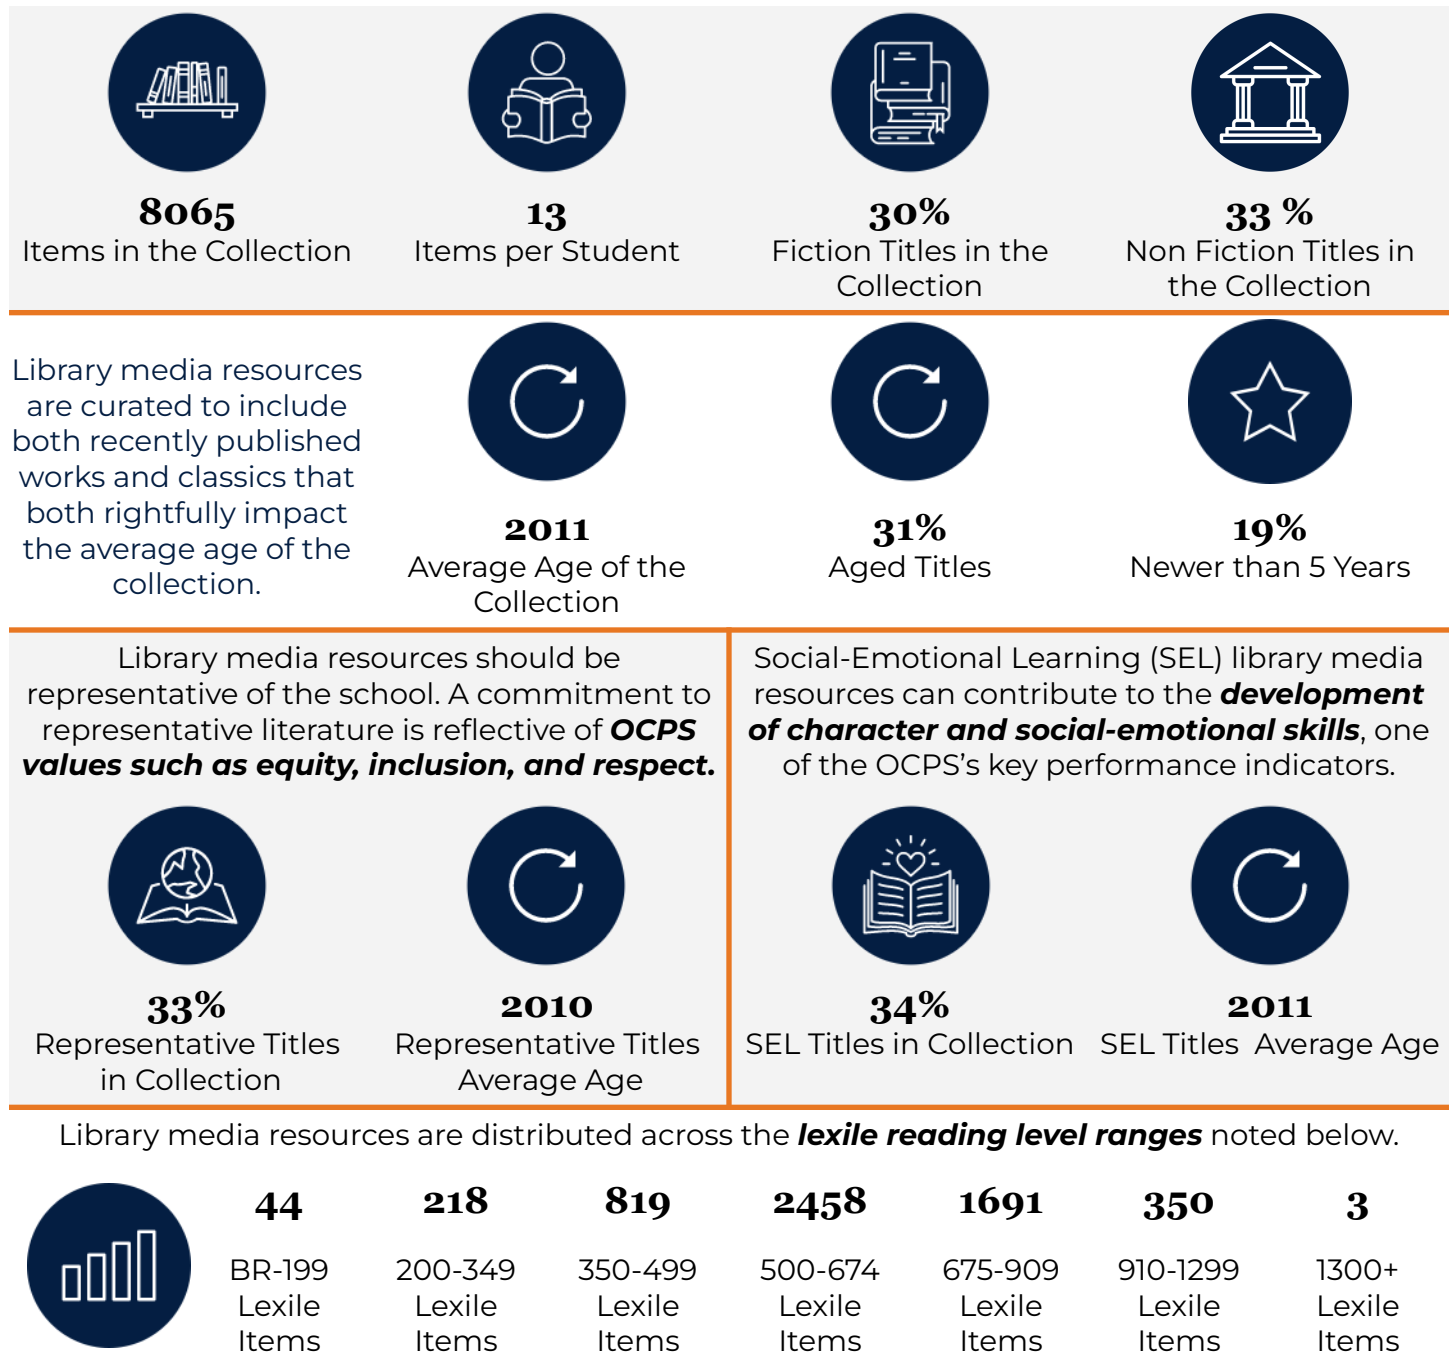 8065
Items in the Collection
13
Items per Student
30%
Fiction Titles in the
Collection
33 %
Non Fiction Titles in
the Collection
Library media resources
are curated to include
both recently published
works and classics that
both rightfully impact
the average age of the
collection.
2011
Average Age of the
Collection
31%
Aged Titles
19%
Newer than 5 Years
Library media resources should be
representative of the school. A commitment to
representative literature is reflective of OCPS
values such as equity, inclusion, and respect.
33%
Representative Titles
in Collection
2010
Representative Titles
Average Age
Social-Emotional Learning (SEL) library media
resources can contribute to the development
of character and social-emotional skills, one
of the OCPS's key performance indicators.
34%
SEL Titles in Collection
2011
SEL Titles  Average Age
Library media resources are distributed across the lexile reading level ranges noted below.
44
BR-199
Lexile
Items
218
200-349
Lexile
Items
819
350-499
Lexile
Items
2458
500-674
Lexile
Items
1691
675-909
Lexile
Items
350
910-1299
Lexile
Items
3
1300+
Lexile
Items